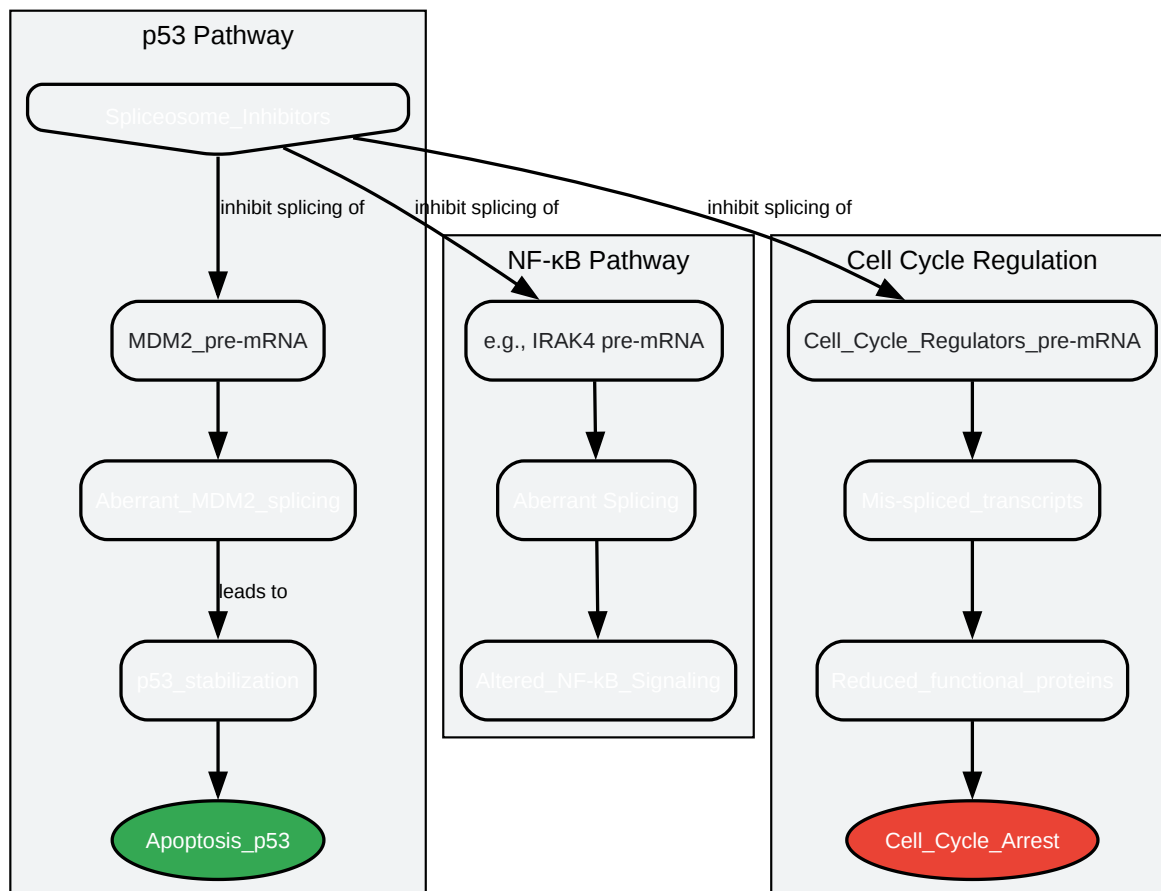 p53 Pathway
Spliceosome_Inhibitors
inhibit splicing of
inhibit splicing of
inhibit splicing of
NF-κB Pathway
Cell Cycle Regulation
MDM2_pre-mRNA
e.g., IRAK4 pre-mRNA
Cell_Cycle_Regulators_pre-mRNA
Aberrant_MDM2_splicing
Aberrant Splicing
Mis-spliced_transcripts
leads to
p53_stabilization
Altered_NF-kB_Signaling
Reduced_functional_proteins
Apoptosis_p53
Cell_Cycle_Arrest